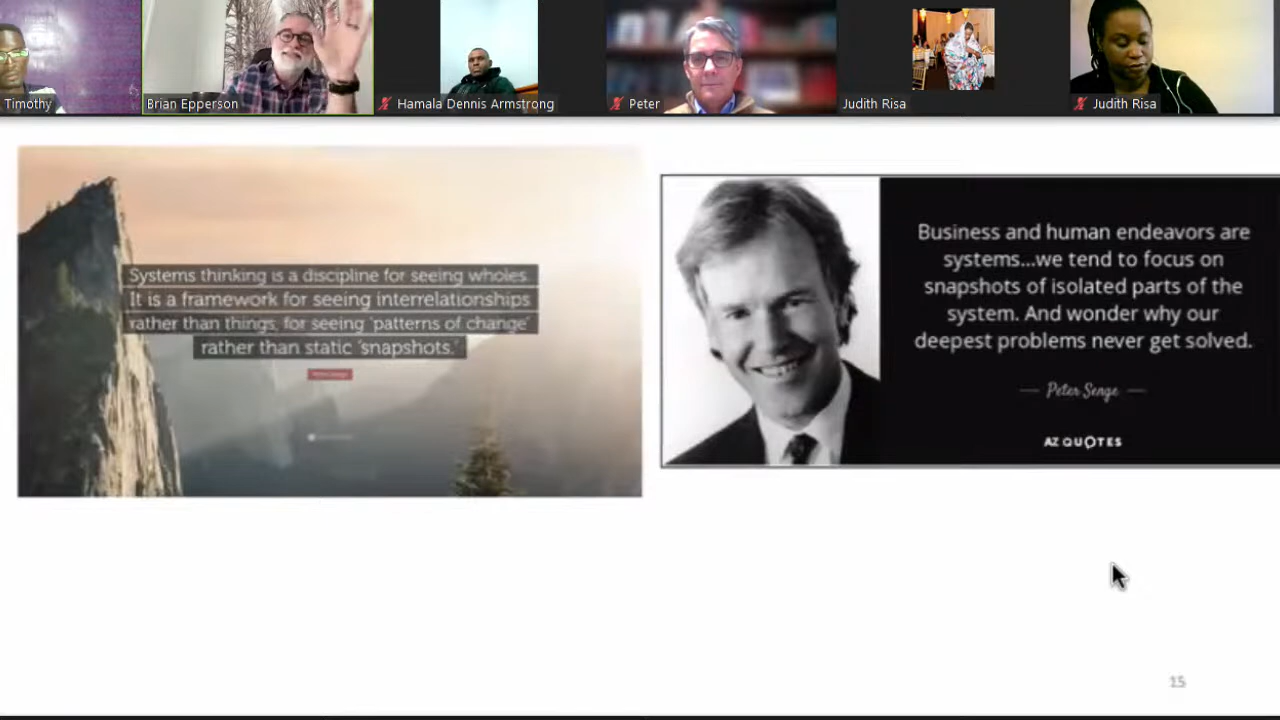 Timothy
Brian Epperson
Hamala Dennis Armstrong
Peter
Judith Risa
Judith Risa
Systems thinking is a discipline for seeing wholes.
It is a framework for seeing interrelationships
rather than things, for seeing ‘patterns of change’
rather than static ‘snapshots.’
Business and human endeavors are
systems...we tend to focus on
snapshots of isolated parts of the
system. And wonder why our
deepest problems never get solved.
Peter Senge
AZ QUOTES
15